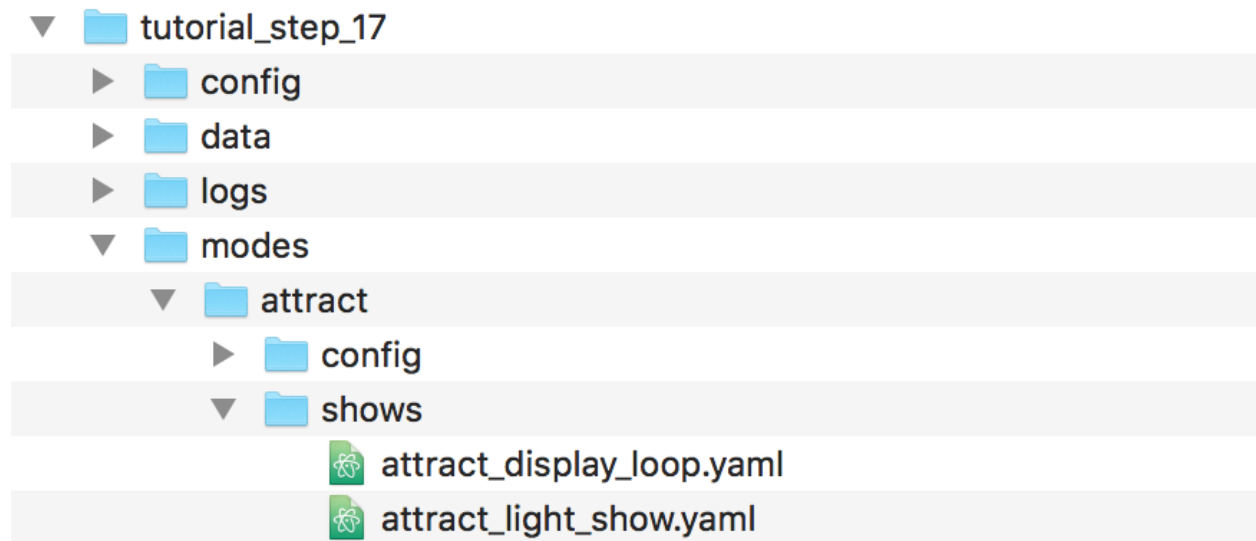 tutorial_step_17
config
data
logs
modes
attract
config
shows
attract_display_loop.yaml
attract_light_show.yaml